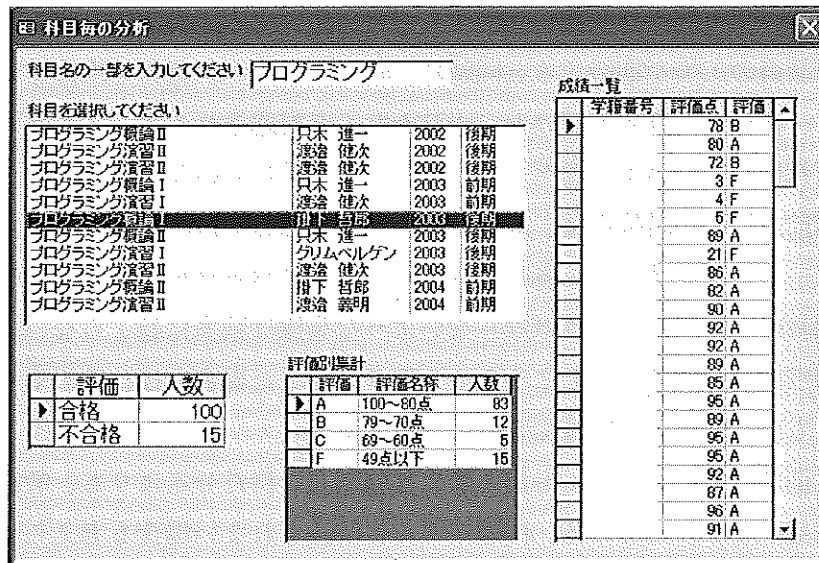 科目毎の分析
科目名の一部を入力してください プログラミング
科目を選択してください
プログラミング概論Ⅱ 只木 進一 2002 後期
プログラミング演習Ⅱ 渡邉 健次 2002 後期
プログラミング演習Ⅱ 渡邉 健次 2002 後期
プログラミング概論Ⅰ 只木 進一 2003 前期
プログラミング演習Ⅰ 渡邉 健次 2003 前期
プログラミング概論Ⅰ 掛下 哲郎 2003 後期
プログラミング概論Ⅱ 只木 進一 2003 後期
プログラミング演習Ⅰ グリムベルゲン 2003 後期
プログラミング演習Ⅱ 渡邉 健次 2003 後期
プログラミング概論Ⅱ 掛下 哲郎 2004 前期
プログラミング演習Ⅱ 渡邉 義明 2004 前期
評価 人数
合格 100
不合格 15
評価別集計
評価 評価名称 人数
A 100～80点 83
B 79～70点 12
C 69～60点 5
F 49点以下 15
成績一覧
学籍番号 評価点 評価
78 B
80 A
72 B
3 F
4 F
5 F
89 A
21 F
86 A
82 A
90 A
92 A
92 A
89 A
85 A
95 A
89 A
95 A
95 A
92 A
87 A
96 A
91 A